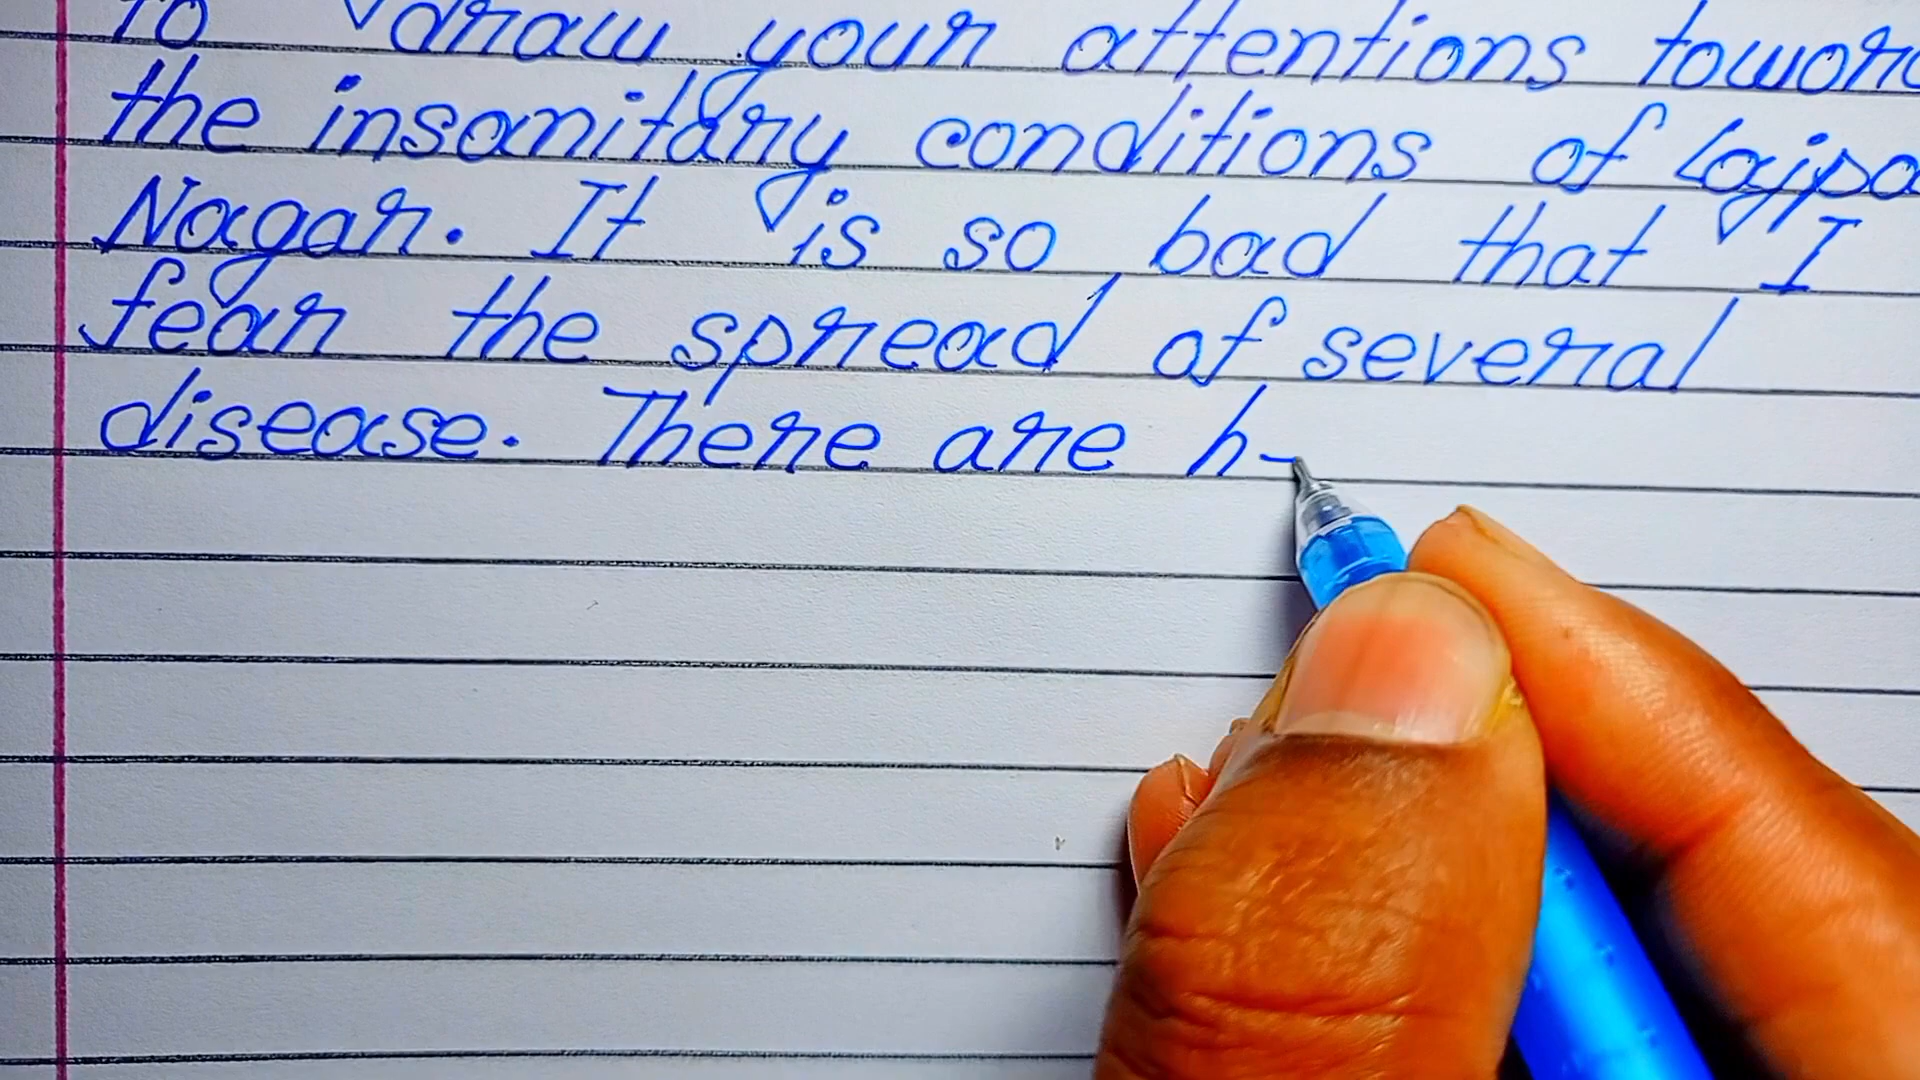 to draw your attentions toward
the insanitary conditions of Lajpa
Nagar. It is so bad that I
fear the spread of several
disease. There are h